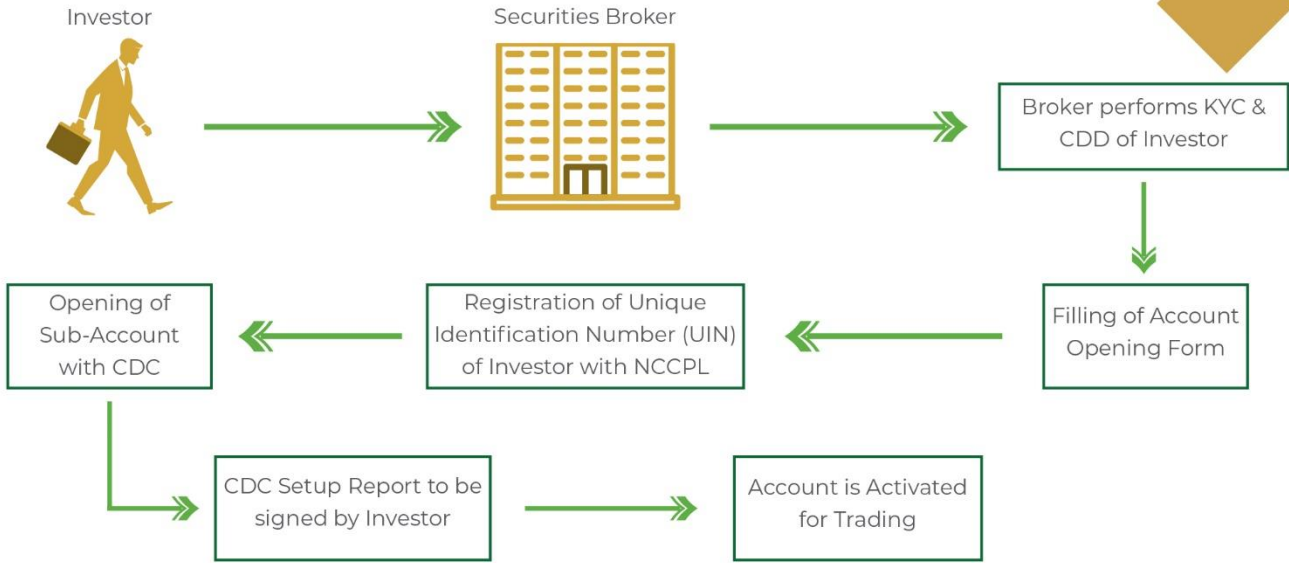 Investor
Securities Broker
Broker performs KYC &
CDD of Investor
Filling of Account
Opening Form
Registration of Unique
Identification Number (UIN)
of Investor with NCCPL
Opening of
Sub-Account
with CDC
CDC Setup Report to be
signed by Investor
Account is Activated
for Trading